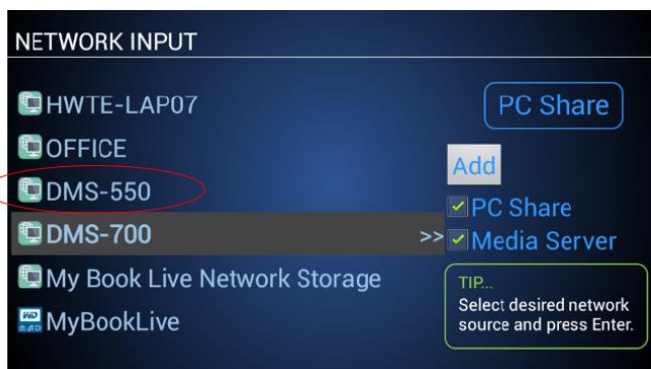 NETWORK INPUT
HWTE-LAP07
OFFICE
DMS-550
DMS-700
>>
My Book Live Network Storage
MyBookLive
PC Share
Add
PC Share
Media Server
TIP...
Select desired network
source and press Enter.